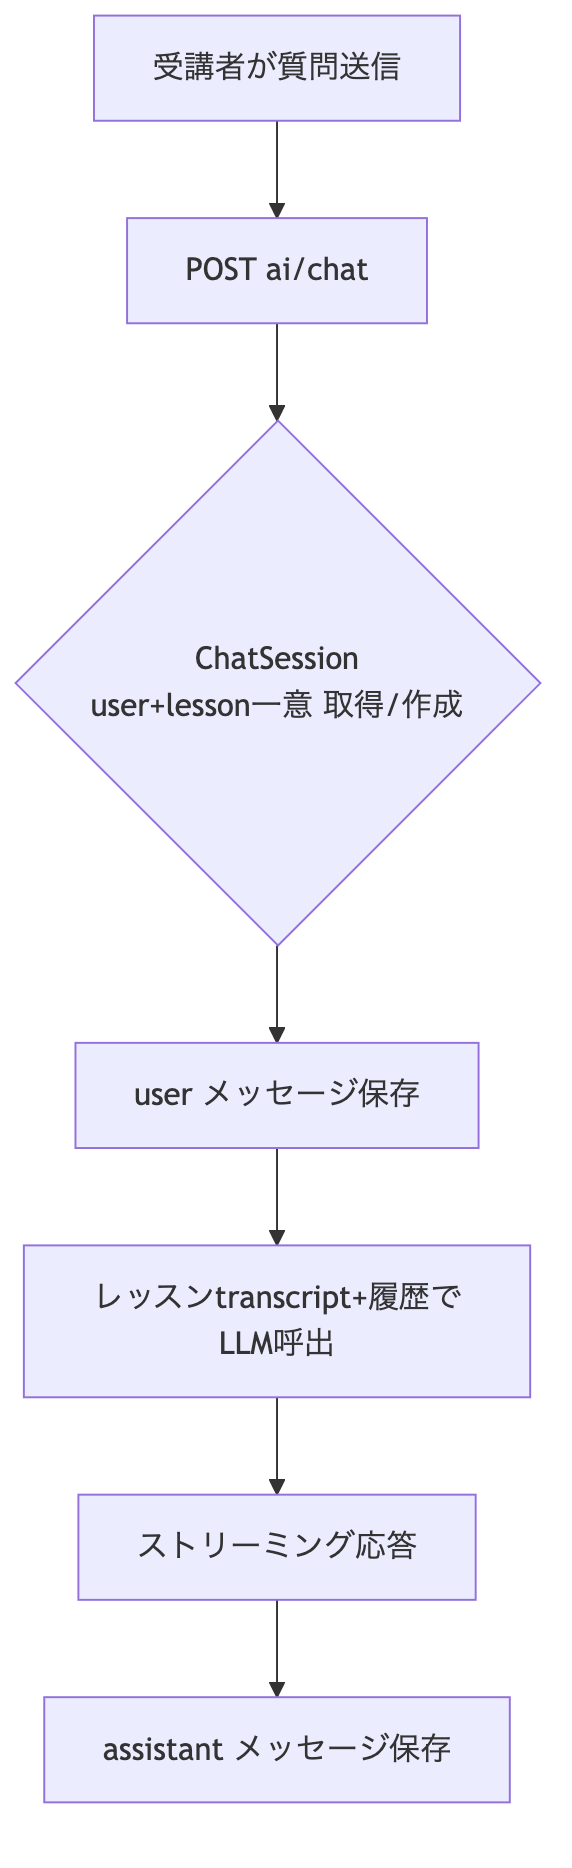 受講者が質問送信
POST ai/chat
ChatSession
user+lesson一意 取得/作成
user メッセージ保存
レッスンtranscript+履歴で
LLM呼出
ストリーミング応答
assistant メッセージ保存